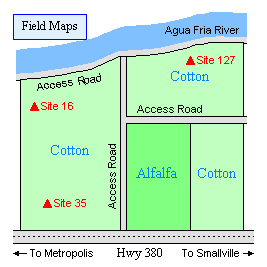 Field Maps
Agua Fria River
Access Road
Site 127
Cotton
Site 16
Access Road
Cotton
Access Road
Alfalfa
Cotton
Site 35
To Metropolis
Hwy 380
To Smallville